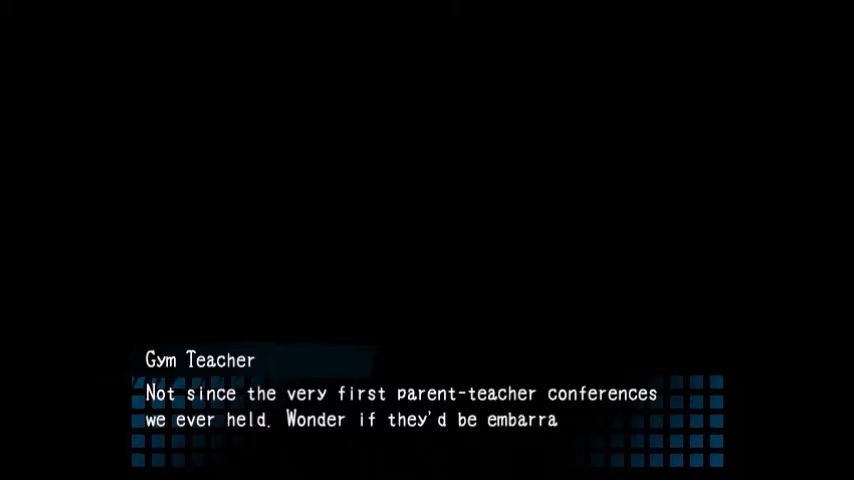 Gym Teacher
Not since the very first parent-teacher conferences
we ever held. Wonder if they'd be embarra